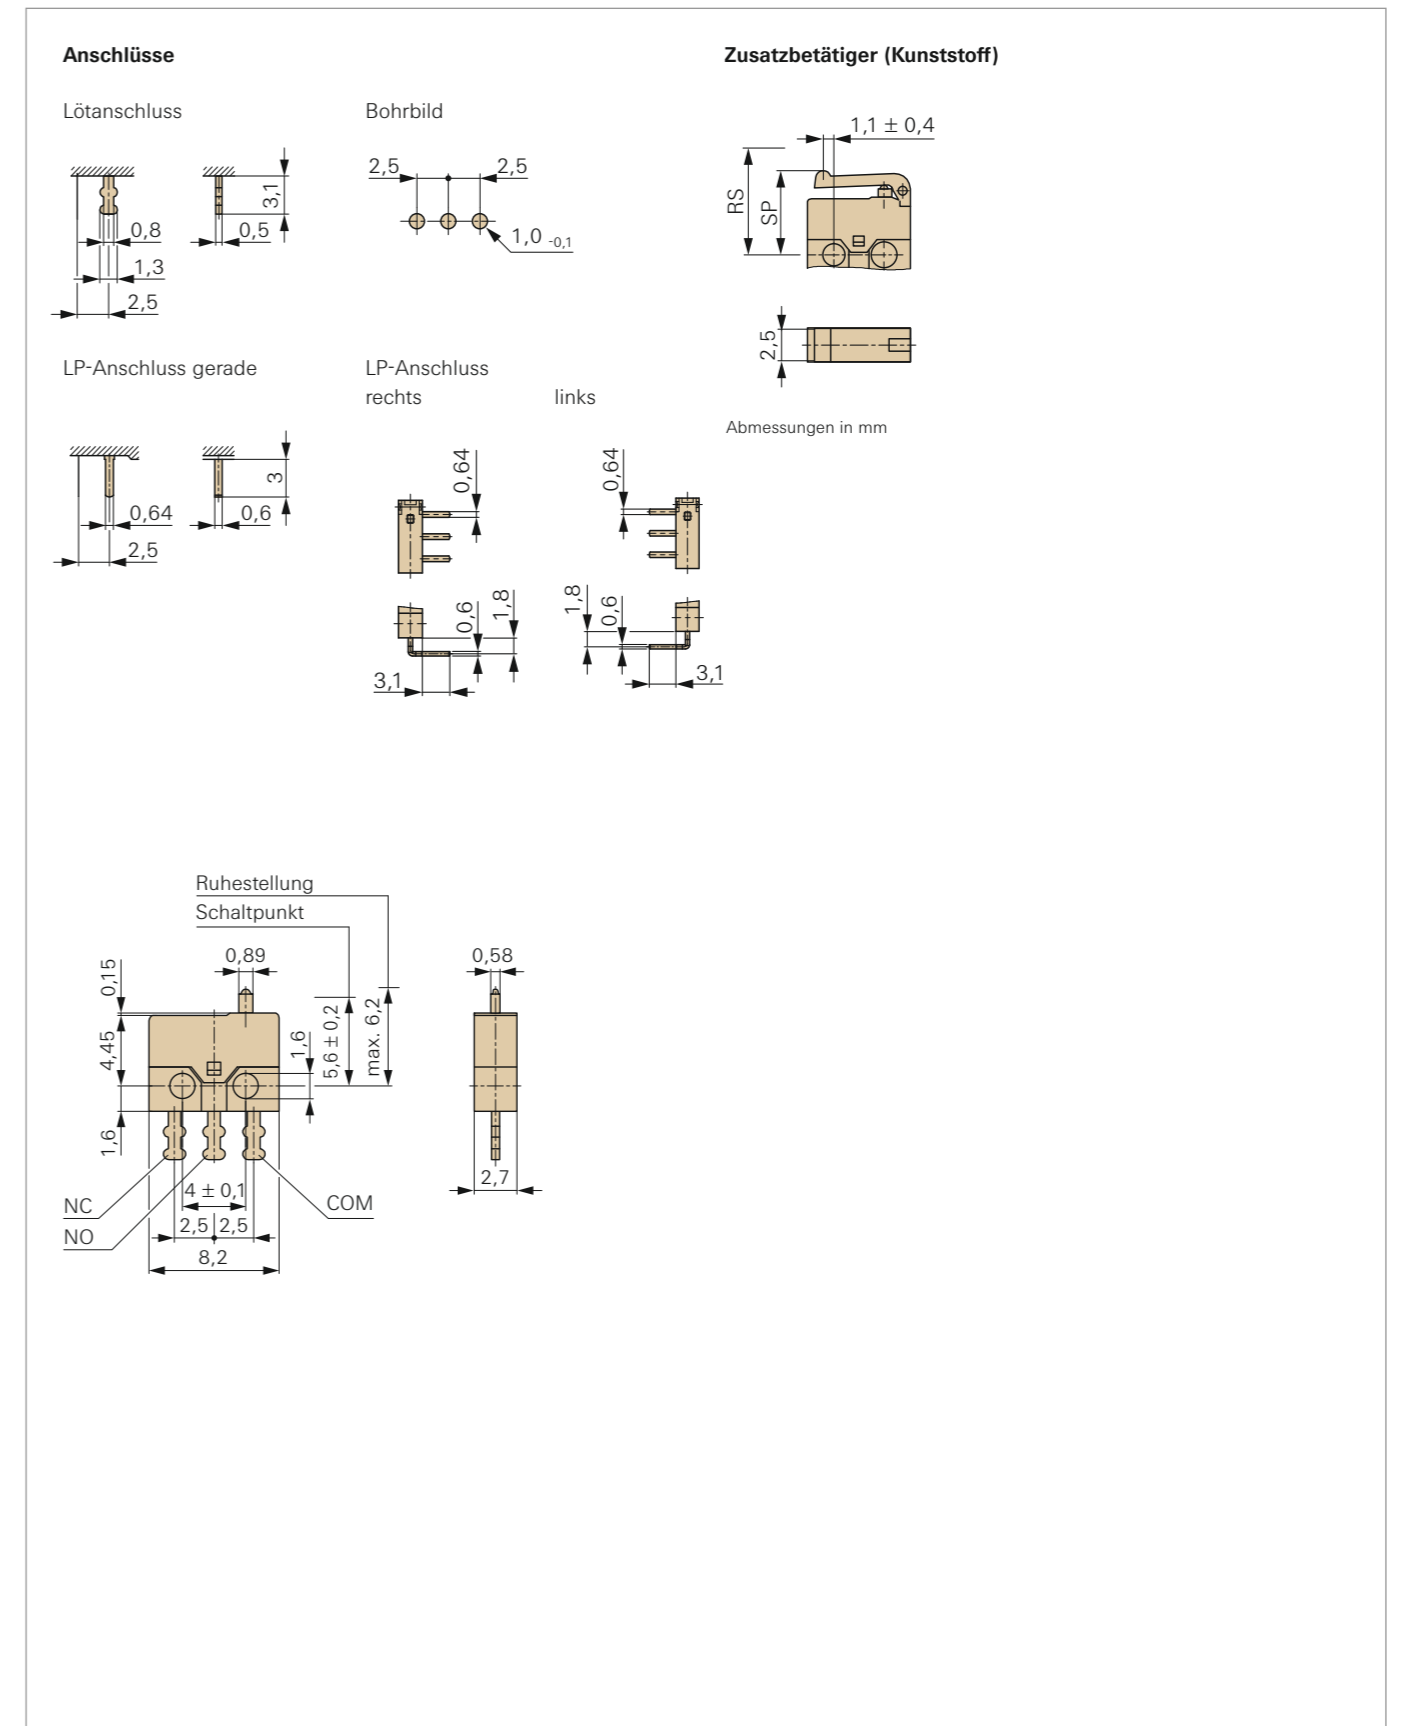 Anschlüsse
Zusatzbetätiger (Kunststoff)
Lötanschluss
Bohrbild
3,1
0,8
0,5
1,3
2,5
2,5
2,5
1,0 -0,1
1,1 ± 0,4
RS
SP
2,5
Abmessungen in mm
LP-Anschluss gerade
LP-Anschluss
rechts
links
3
0,64
0,6
2,5
0,64
0,64
0,6
1,8
3,1
1,8
0,6
3,1
Ruhestellung
Schaltpunkt
0,89
0,58
0,15
4,45
1,6
1,6
5,6 ± 0,2
max. 6,2
NC
NO
COM
4 ± 0,1
2,5
2,5
8,2
2,7